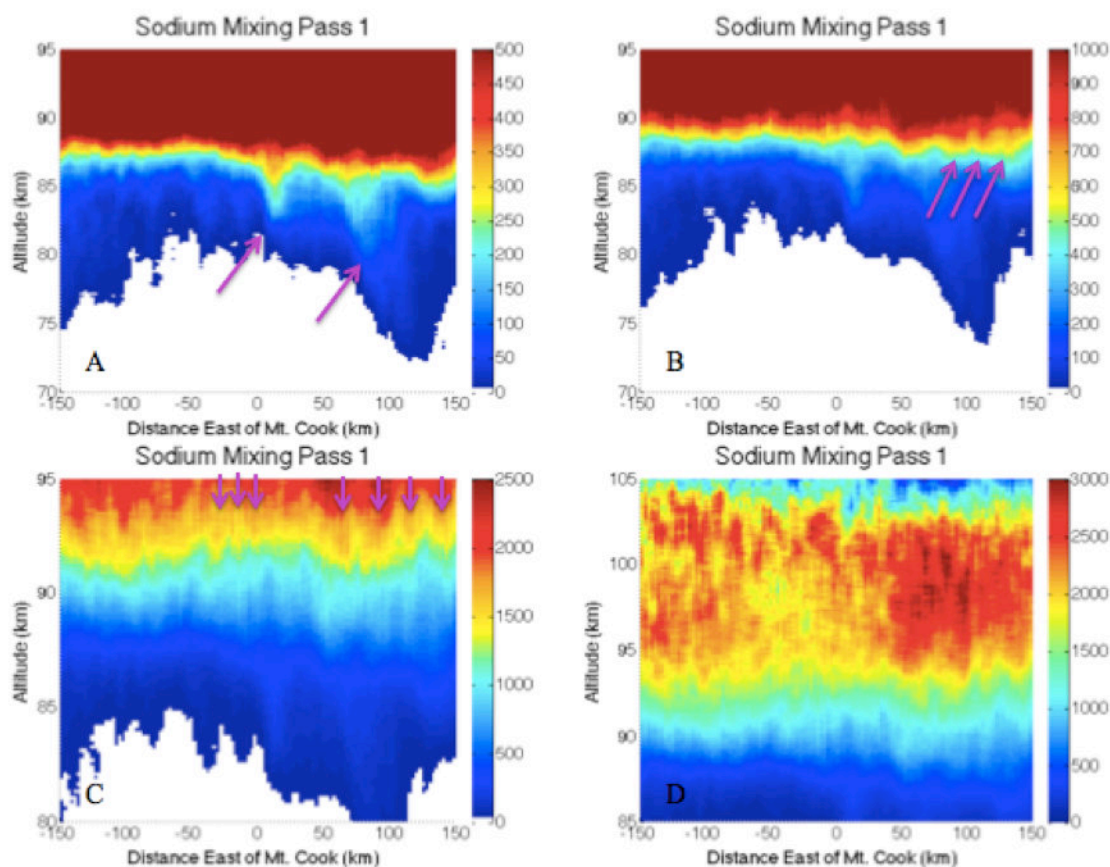 Sodium Mixing Pass 1
95
90
85
80
75
70
Altitude (km)
-150 -100 -50 0 50 100 150
Distance East of Mt. Cook (km)
500
450
400
350
300
250
200
150
100
50
0
A
Sodium Mixing Pass 1
95
90
85
80
75
70
Altitude (km)
-150 -100 -50 0 50 100 150
Distance East of Mt. Cook (km)
1000
900
800
700
600
500
400
300
200
100
0
B
Sodium Mixing Pass 1
95
90
85
80
Altitude (km)
-150 -100 -50 0 50 100 150
Distance East of Mt. Cook (km)
2500
2000
1500
1000
500
0
C
Sodium Mixing Pass 1
105
100
95
90
85
Altitude (km)
-150 -100 -50 0 50 100 150
Distance East of Mt. Cook (km)
3000
2500
2000
1500
1000
500
0
D